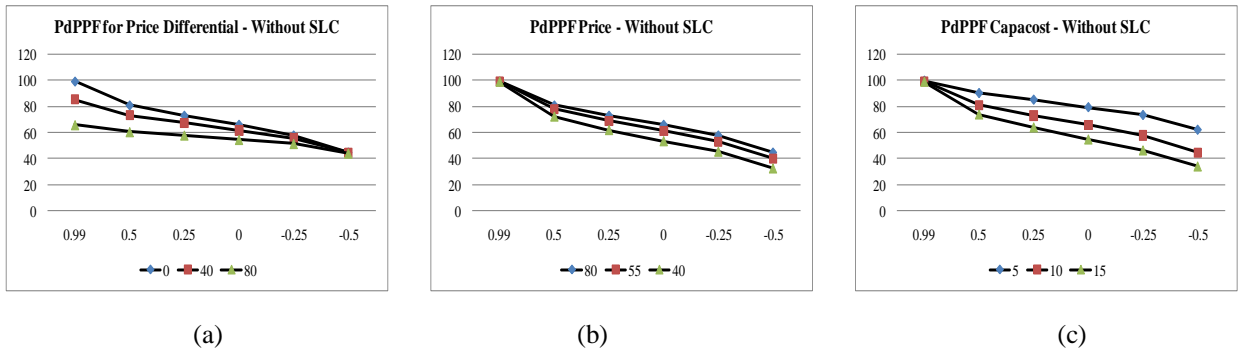 PdPPF for Price Differential - Without SLC
120
100
80
60
40
20
0
0.99 0.5 0.25 0 -0.25 -0.5
0 40 80
(a)
PdPPF Price - Without SLC
120
100
80
60
40
20
0
0.99 0.5 0.25 0 -0.25 -0.5
80 55 40
(b)
PdPPF Capacost - Without SLC
120
100
80
60
40
20
0
0.99 0.5 0.25 0 -0.25 -0.5
5 10 15
(c)